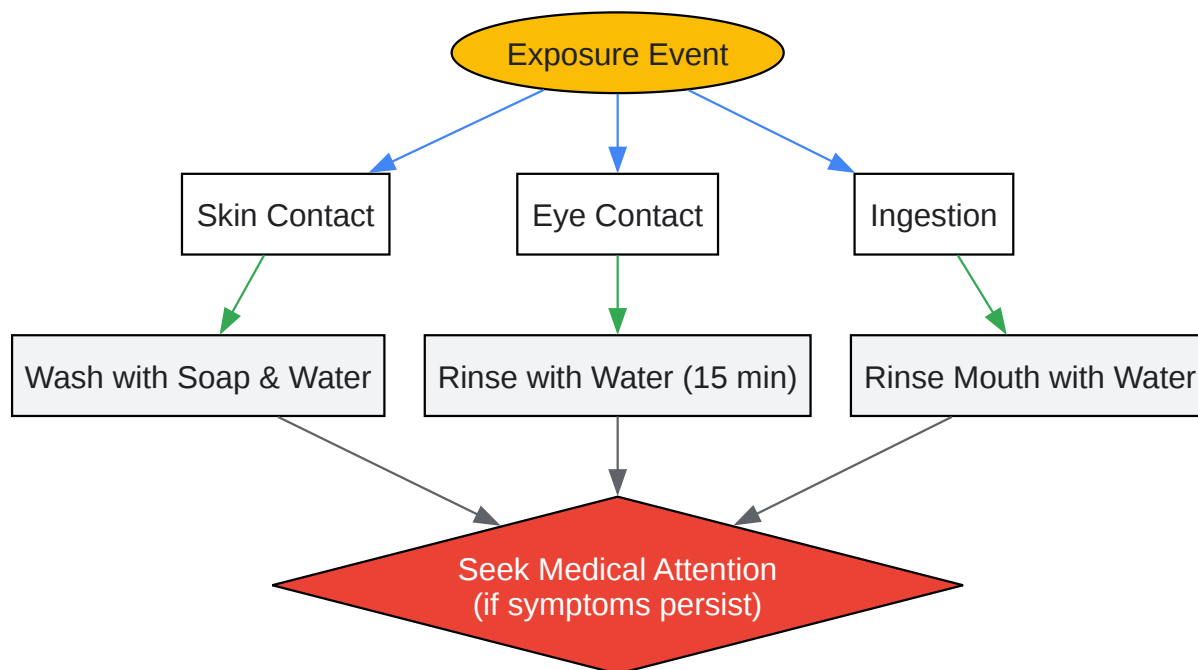 Exposure Event
Skin Contact
Eye Contact
Ingestion
Wash with Soap & Water
Rinse with Water (15 min)
Rinse Mouth with Water
Seek Medical Attention
(if symptoms persist)